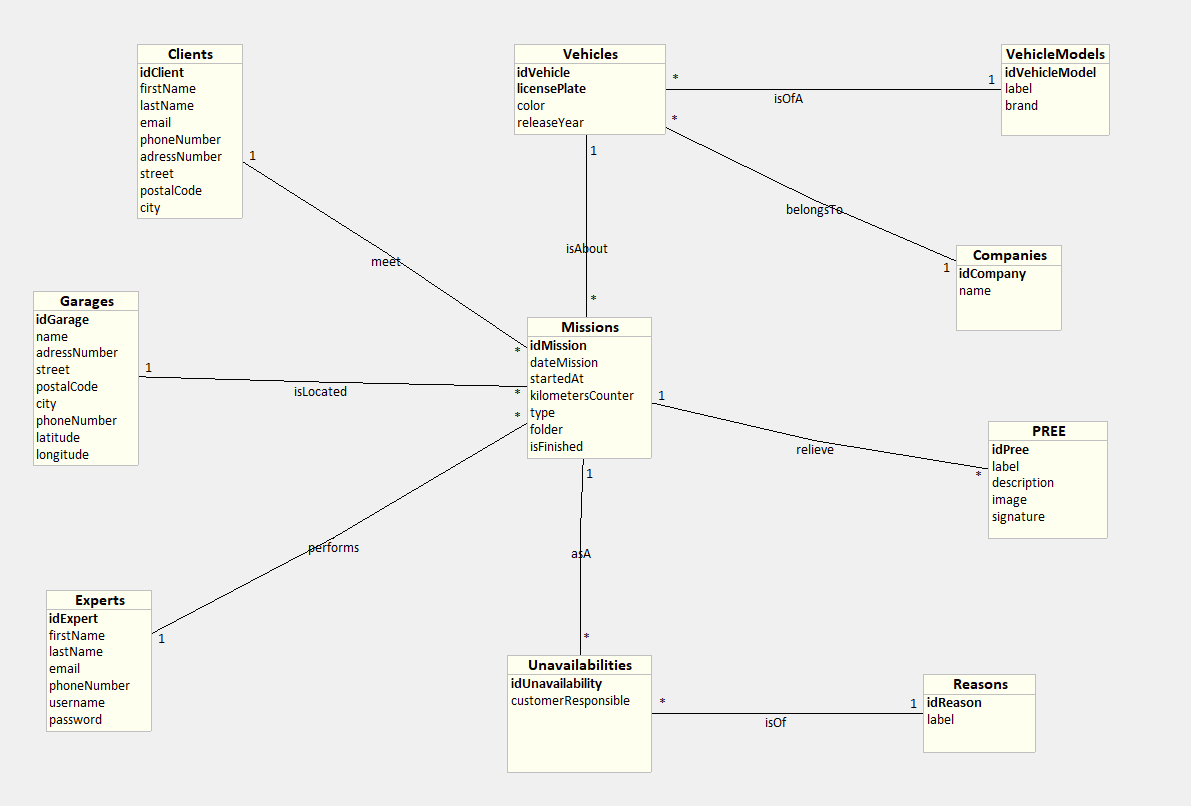 Clients
idClient
firstName
lastName
email
phoneNumber
adressNumber
street
postalCode
city
Vehicles
idVehicle
licensePlate
color
releaseYear
VehicleModels
idVehicleModel
label
brand
*
1
isOfA
*
1
belongsTo
1
isAbout
*
1
meet
*
Companies
idCompany
name
Garages
idGarage
name
adressNumber
street
postalCode
city
phoneNumber
latitude
longitude
Missions
idMission
dateMission
startedAt
kilometersCounter
type
folder
isFinished
1
isLocated
*
*
performs
1
1
relieve
*
PREE
idPree
label
description
image
signature
1
asA
*
Experts
idExpert
firstName
lastName
email
phoneNumber
username
password
Unavailabilities
idUnavailability
customerResponsible
*
1
isOf
Reasons
idReason
label